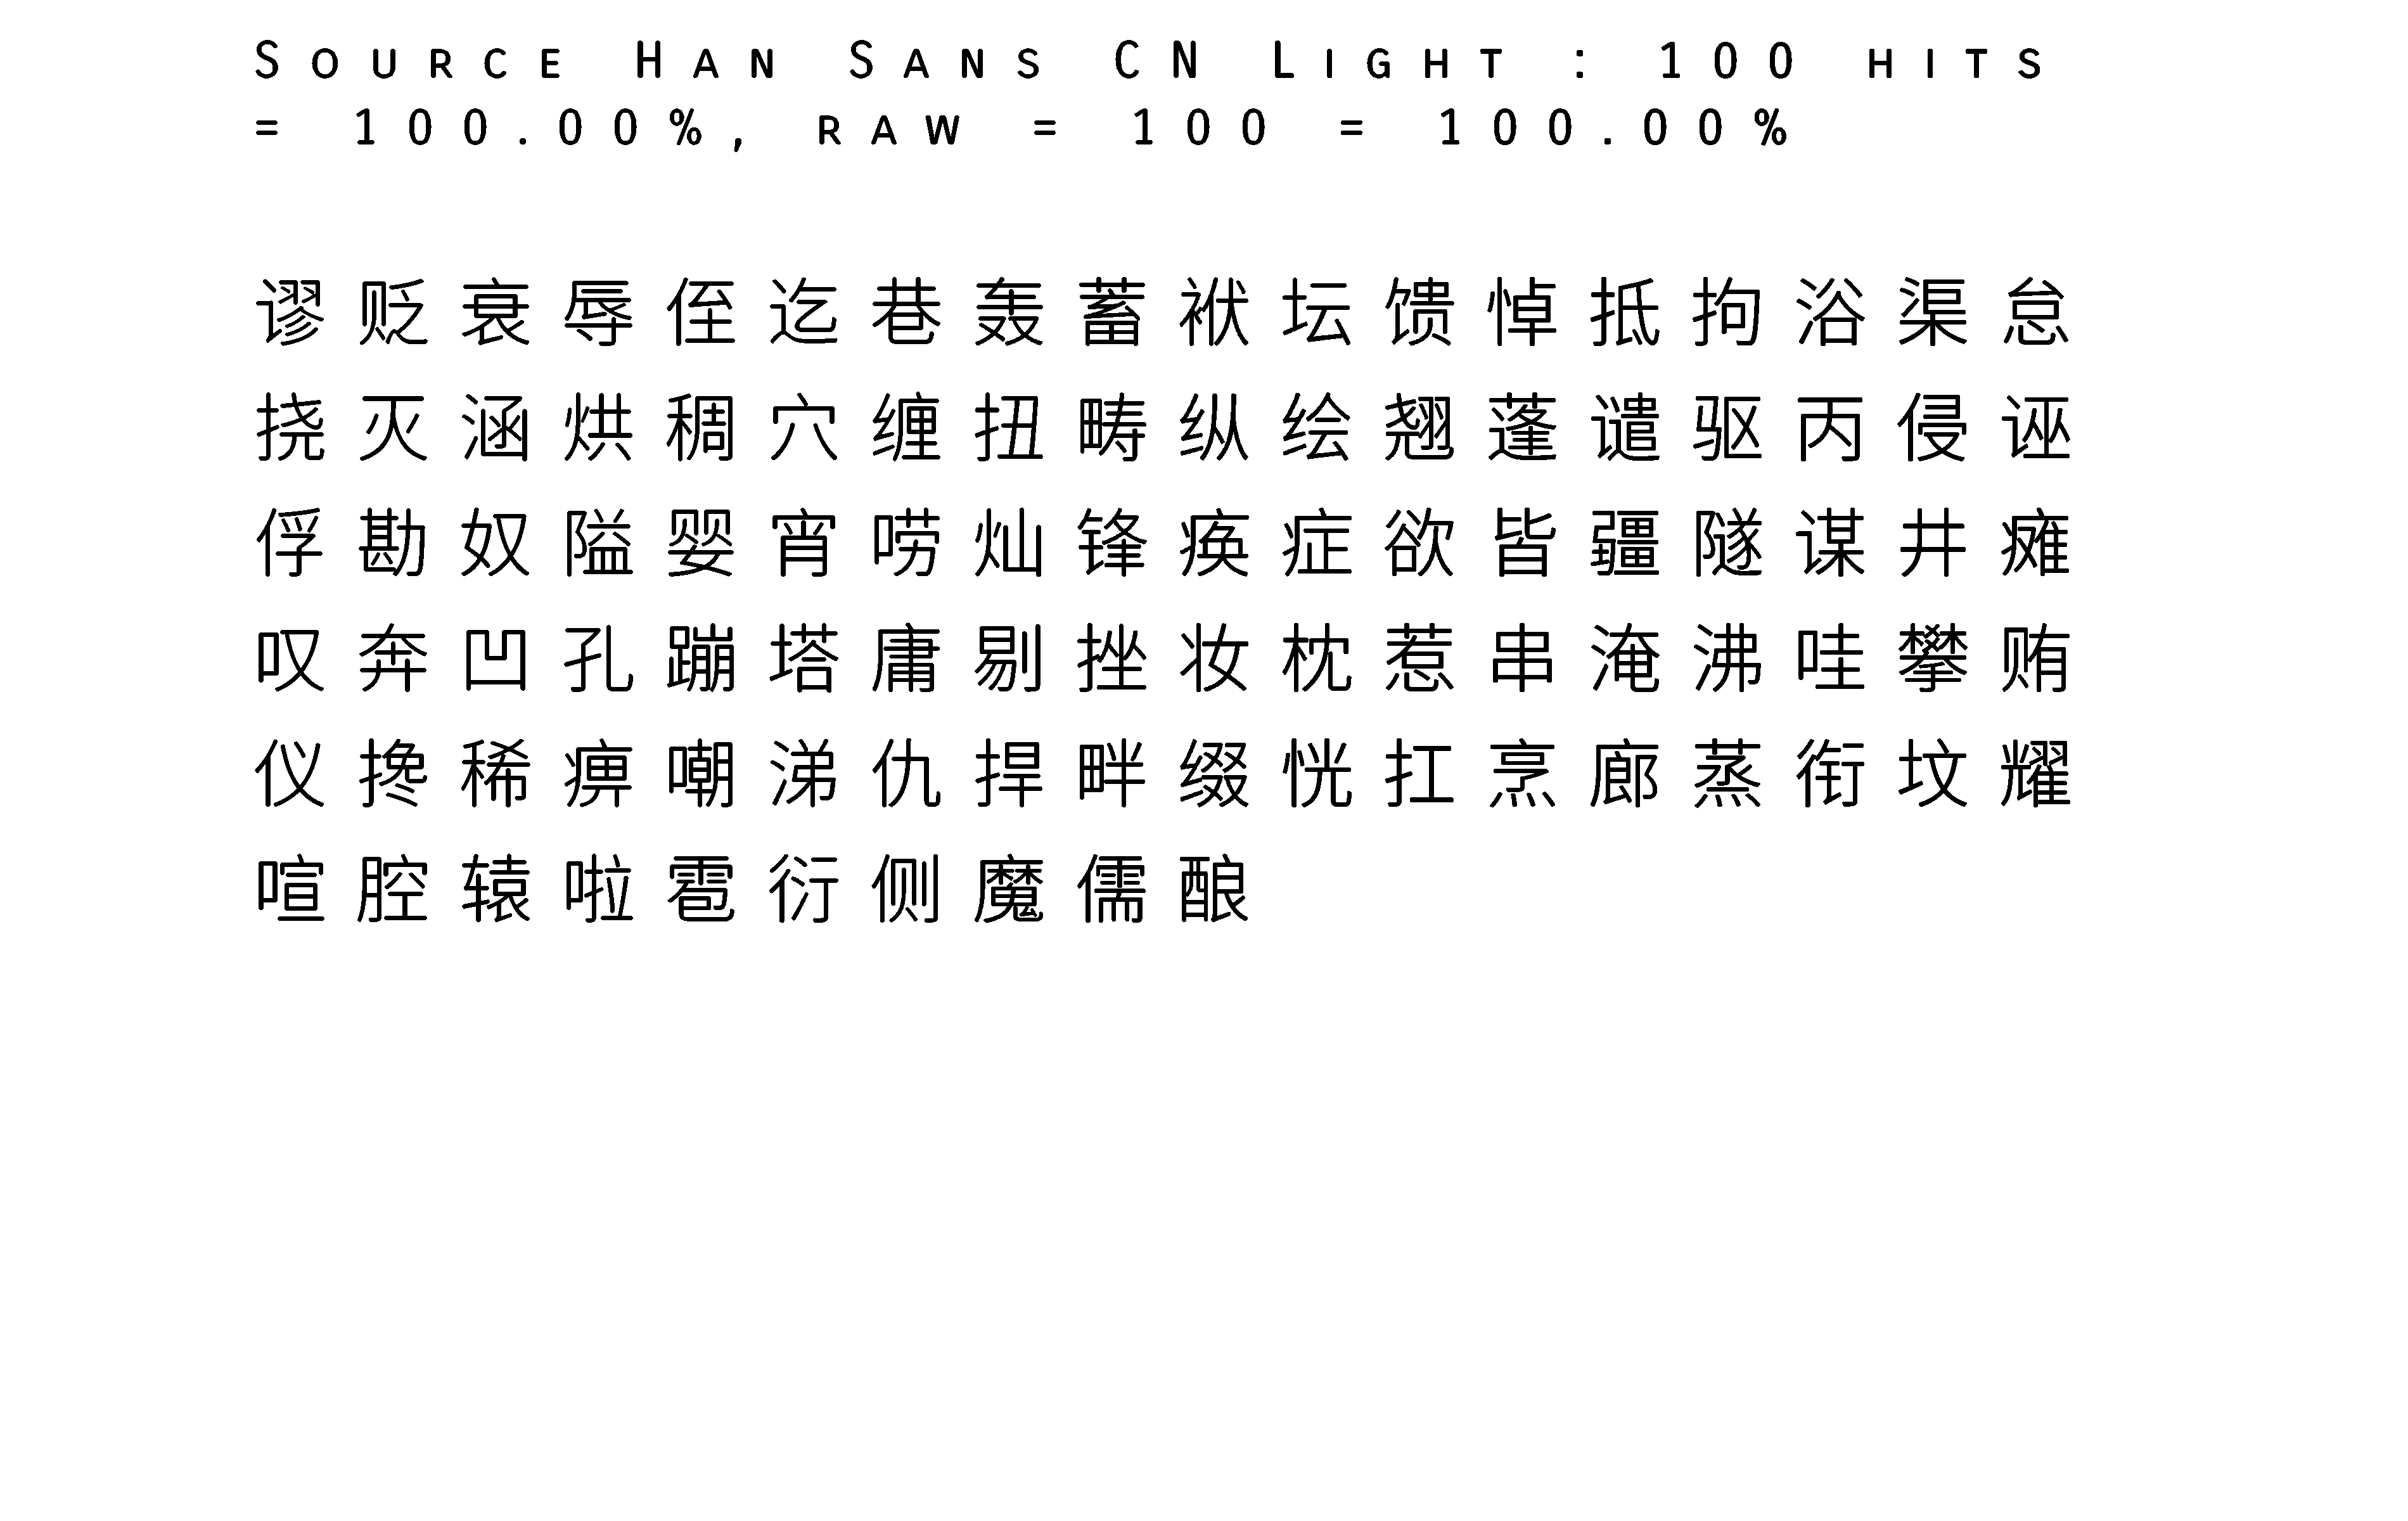 Source Han Sans CN Light : 100 hits
= 100.00%, raw = 100 = 100.00%
谬贬哀辱侄迄巷轰蓄袱坛馈悼抵拘浴渠怠
挠灭涵烘稠穴缠扭畴纵绘翘蓬谴驱丙侵诬
俘勘奴隘婴宵唠灿锋痪症欲皆疆隧谋井瘫
叹奔凹孔蹦塔庸剔挫妆枕惹串淹沸哇攀贿
仪搀稀痹嘲涕仇捍畔缀恍扛烹廊蒸衔坟耀
喧腔辕啦雹衍侧魔儒酿